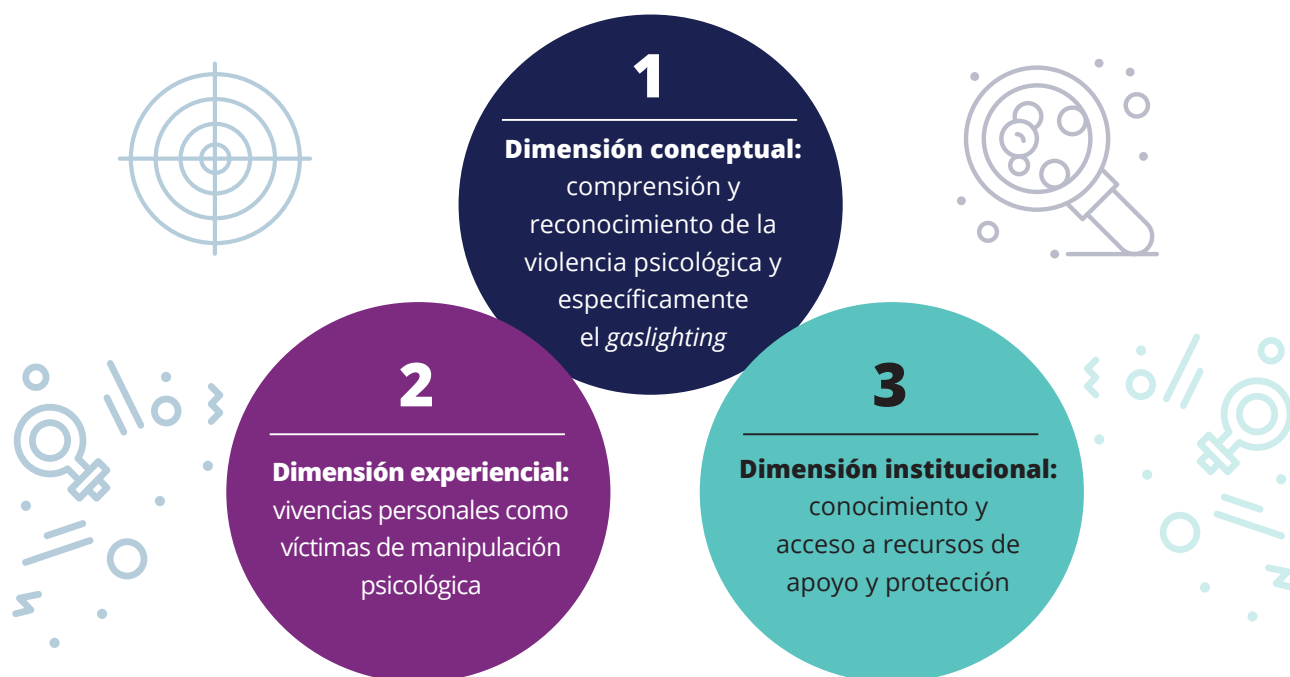 1
Dimensión conceptual:
comprensión y
reconocimiento de la
violencia psicológica y
específicamente
el gaslighting
2
Dimensión experiencial:
vivencias personales como
víctimas de manipulación
psicológica
3
Dimensión institucional:
conocimiento y
acceso a recursos de
apoyo y protección